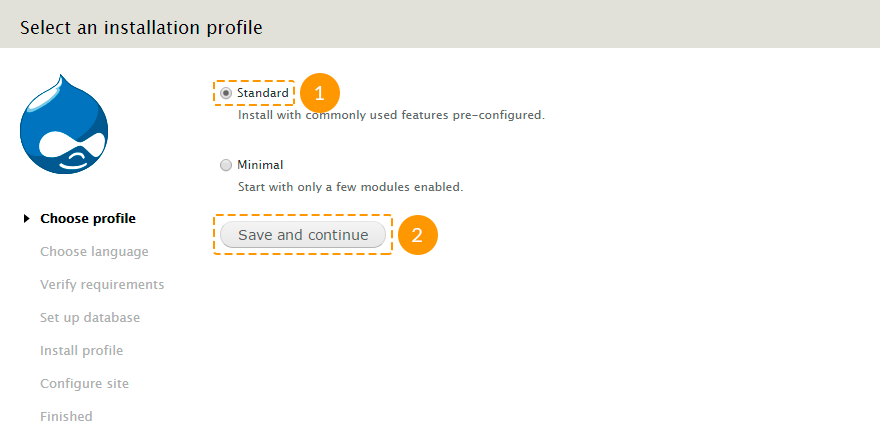 Select an installation profile
Standard
1
Install with commonly used features pre-configured.
Minimal
Start with only a few modules enabled.
Save and continue
2
Choose profile
Choose language
Verify requirements
Set up database
Install profile
Configure site
Finished